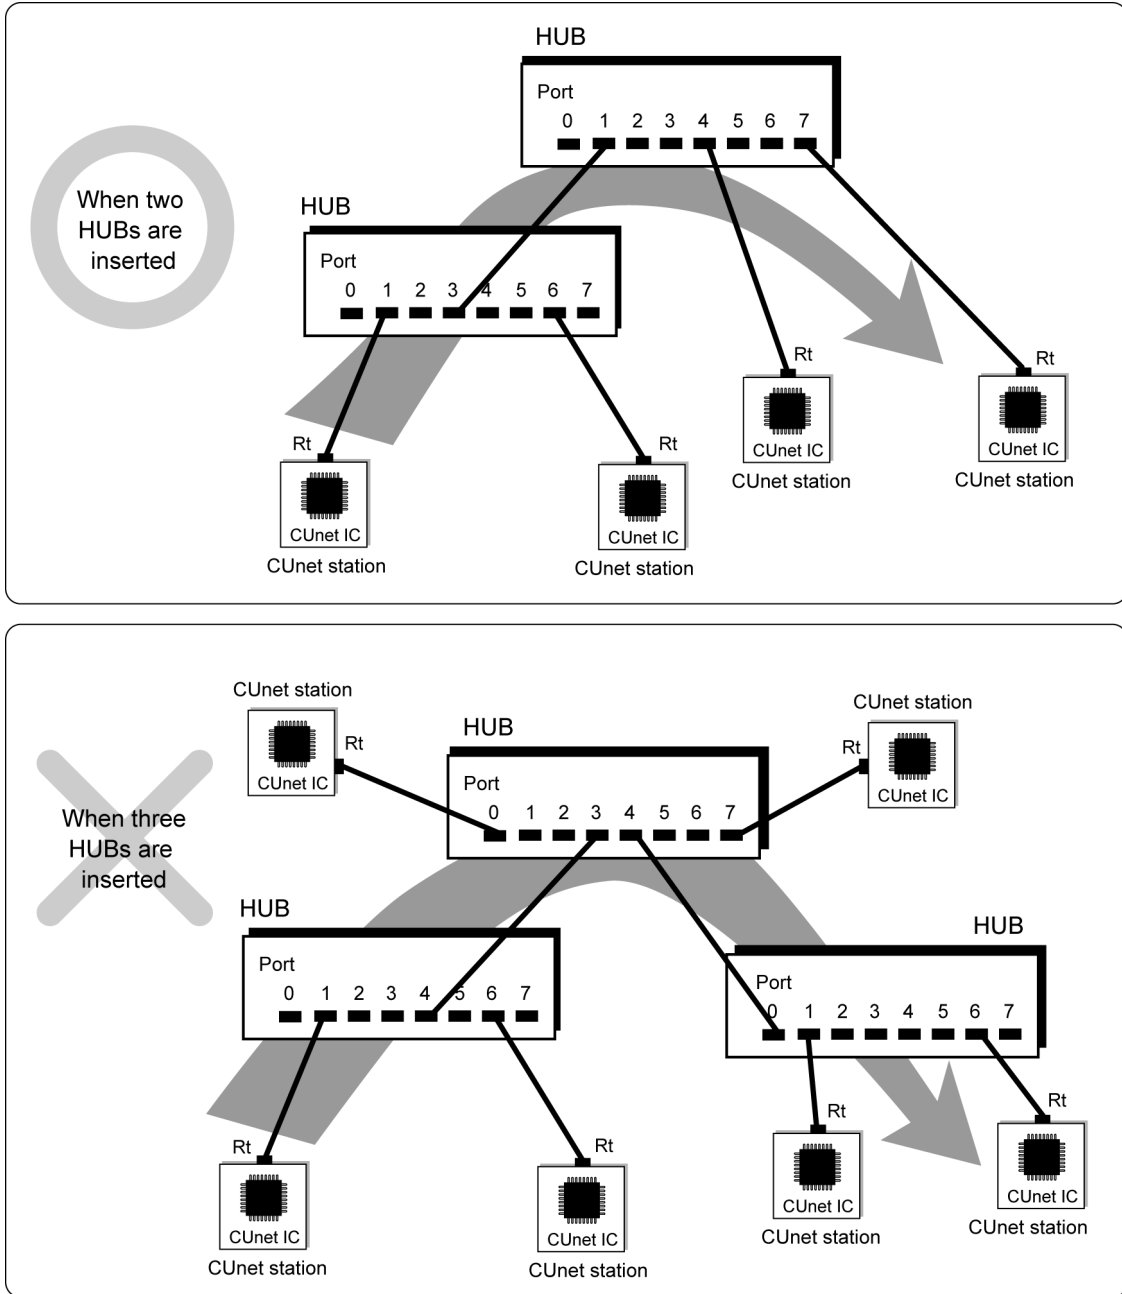 HUB
Port
0 1 2 3 4 5 6 7
When two
HUBs are
inserted
HUB
Port
0 1 2 3 4 5 6 7
Rt
Rt
CUnet IC
CUnet IC
CUnet station
CUnet station
Rt
Rt
CUnet IC
CUnet IC
CUnet station
CUnet station
CUnet station
CUnet station
HUB
Rt
Rt
CUnet IC
CUnet IC
Port
0 1 2 3 4 5 6 7
When three
HUBs are
inserted
HUB
Port
0 1 2 3 4 5 6 7
HUB
Port
0 1 2 3 4 5 6 7
Rt
Rt
Rt
Rt
CUnet IC
CUnet IC
CUnet IC
CUnet IC
CUnet station
CUnet station
CUnet station
CUnet station